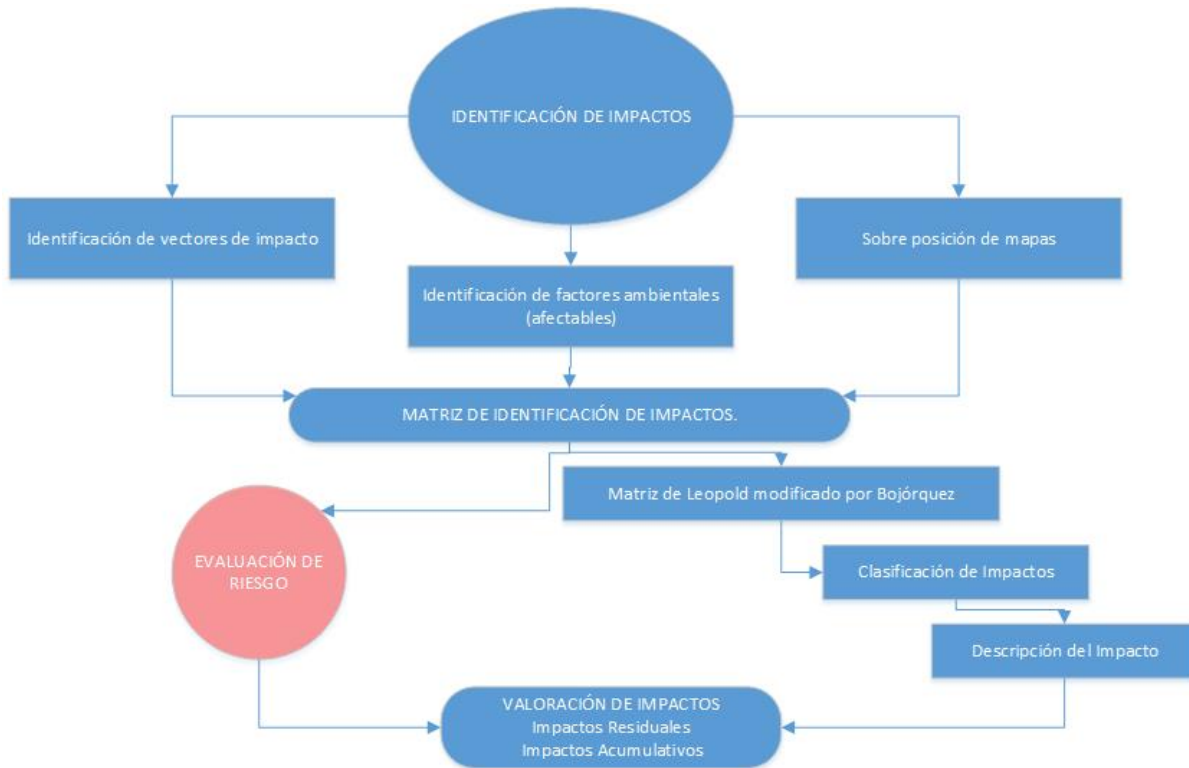 IDENTIFICACIÓN DE IMPACTOS
Identificación de vectores de impacto
Sobre posición de mapas
Identificación de factores ambientales
(afectables)
MATRIZ DE IDENTIFICACIÓN DE IMPACTOS.
Matriz de Leopold modificado por Bojórquez
EVALUACIÓN DE
RIESGO
Clasificación de Impactos
Descripción del Impacto
VALORACIÓN DE IMPACTOS
Impactos Residuales
Impactos Acumulativos